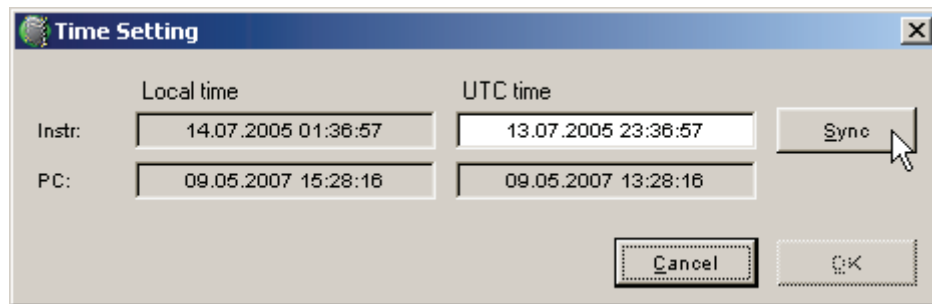 Time Setting
Local time UTC time
Instr: 14.07.2005 01:36:57 13.07.2005 23:36:57 Sync
PC: 09.05.2007 15:28:16 09.05.2007 13:28:16
Cancel OK